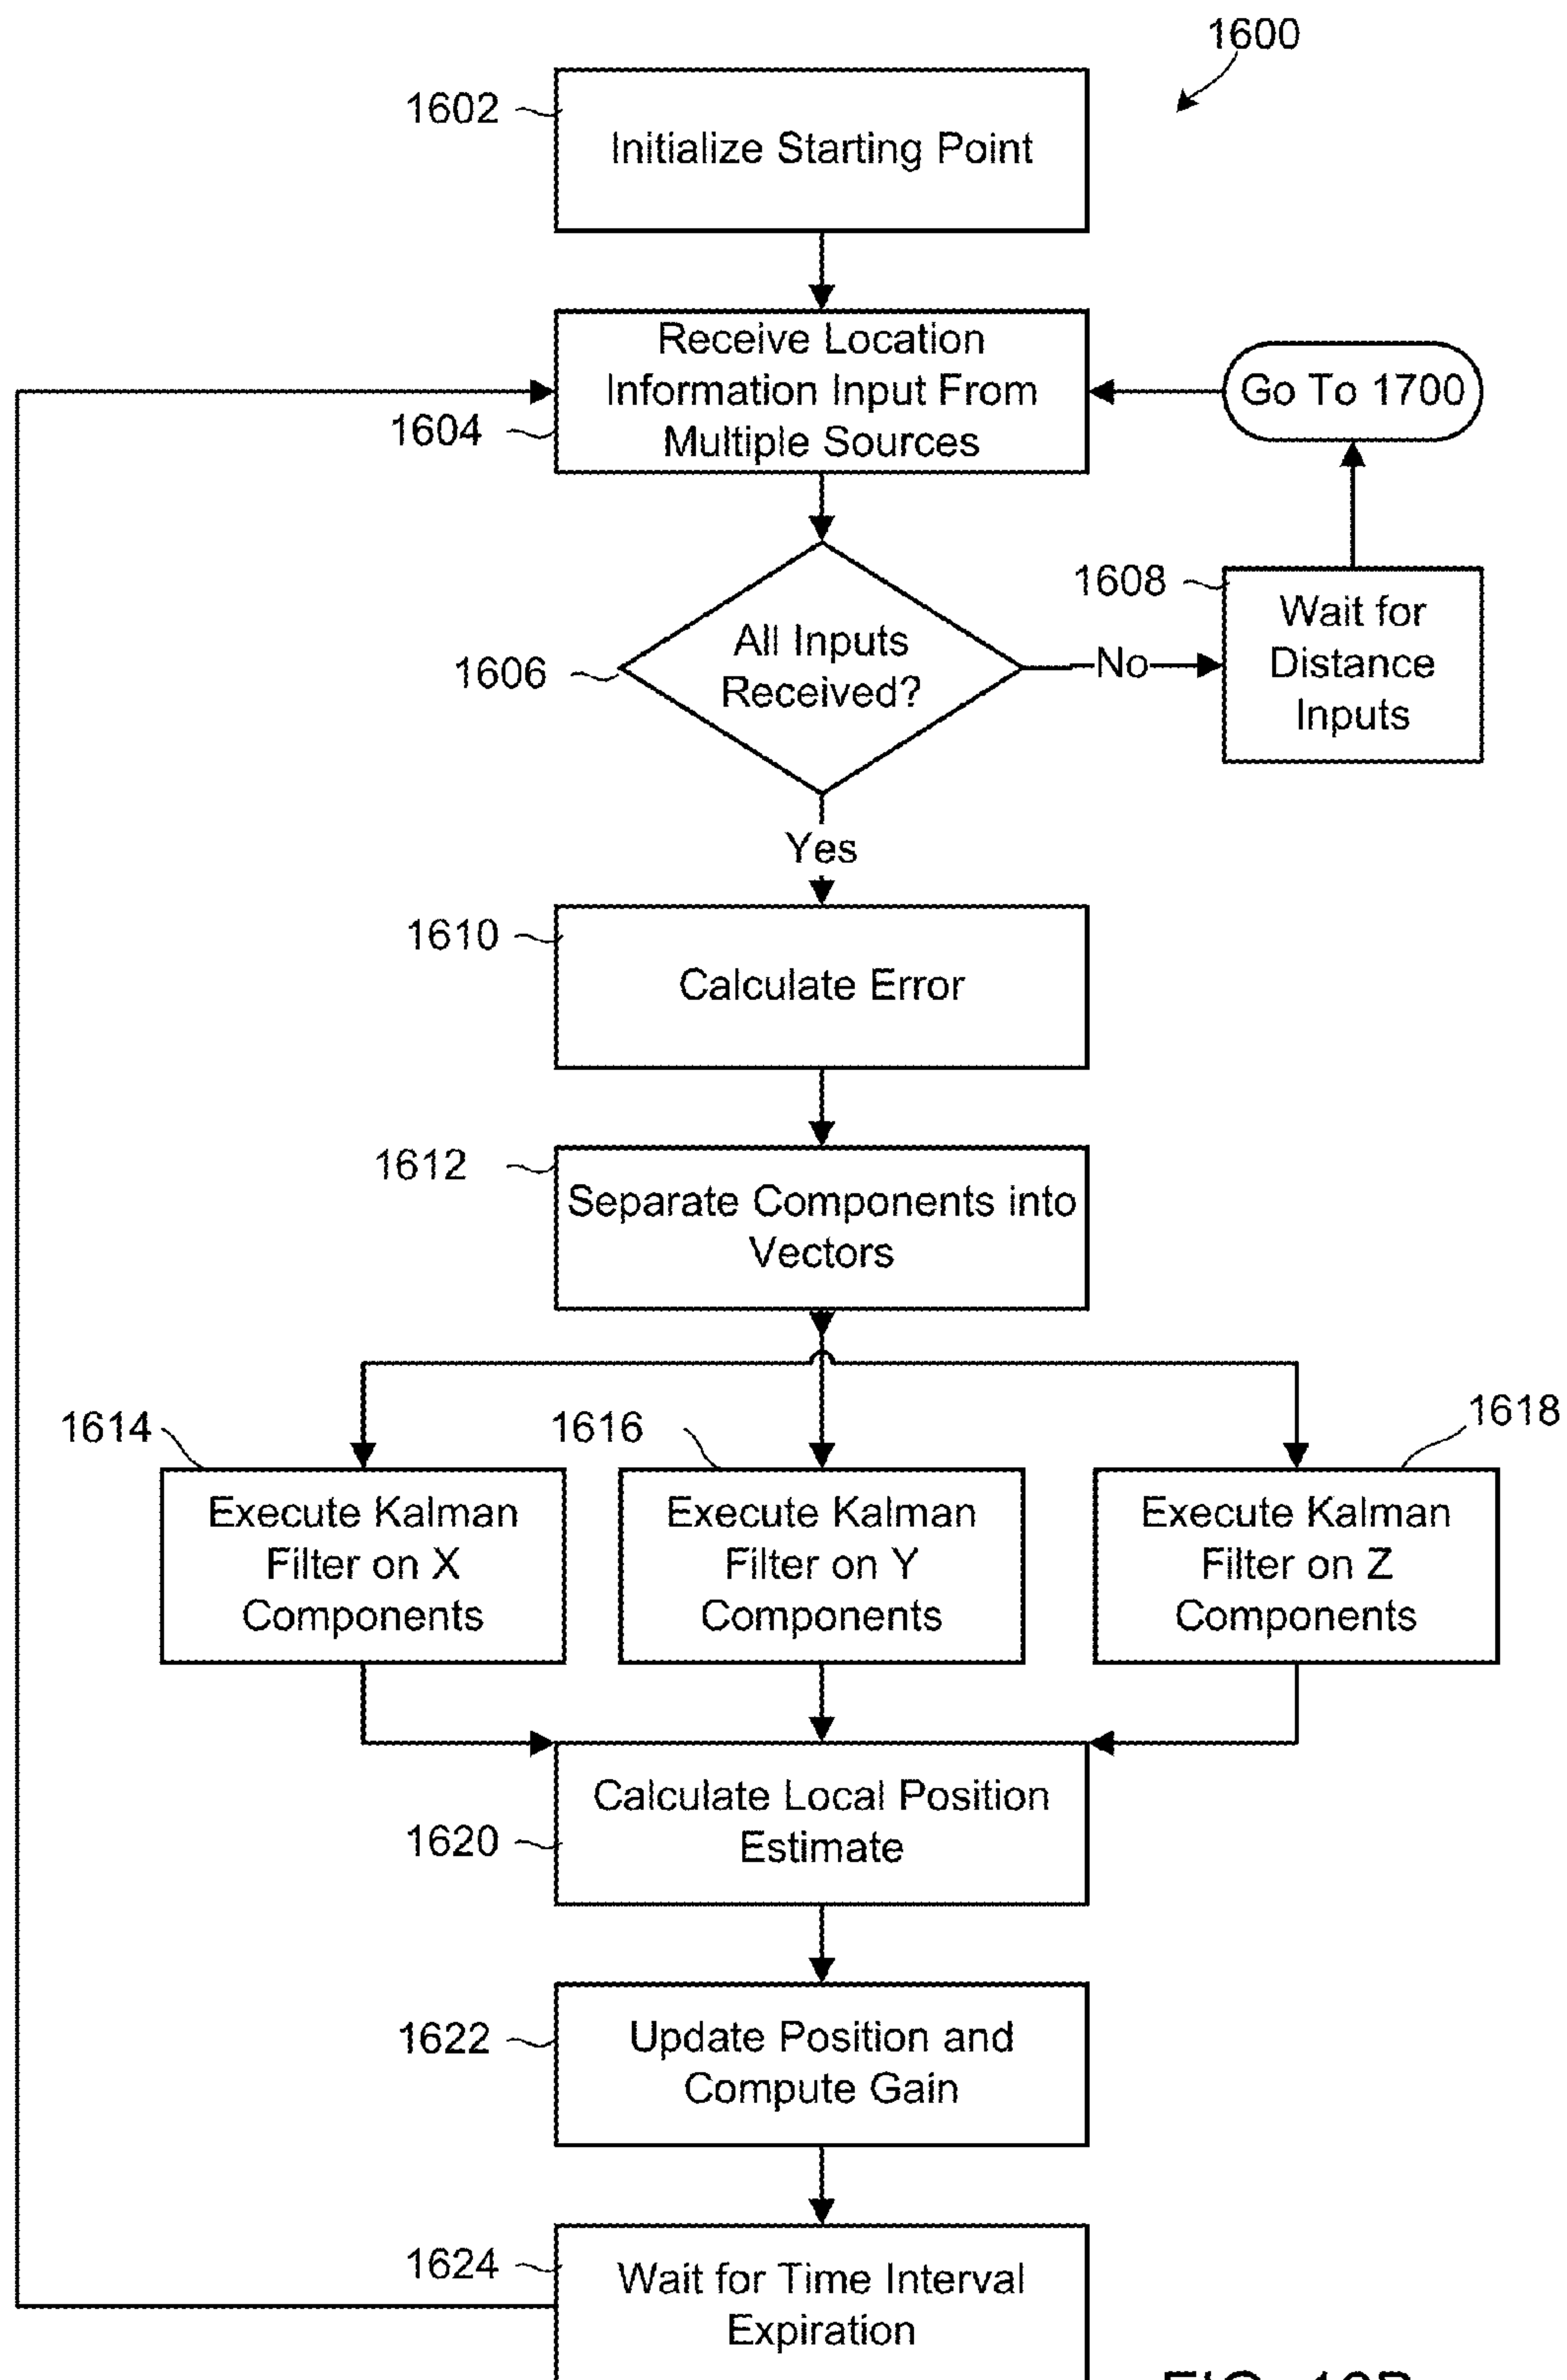 1600
1602
Initialize Starting Point
Receive Location
Information Input From
Multiple Sources
1604
Go To 1700
1606
All Inputs
Received?
No
1608
Wait for
Distance
Inputs
Yes
1610
Calculate Error
1612
Separate Components into
Vectors
1614
Execute Kalman
Filter on X
Components
1616
Execute Kalman
Filter on Y
Components
1618
Execute Kalman
Filter on Z
Components
Calculate Local Position
Estimate
1620
1622
Update Position and
Compute Gain
1624
Wait for Time Interval
Expiration